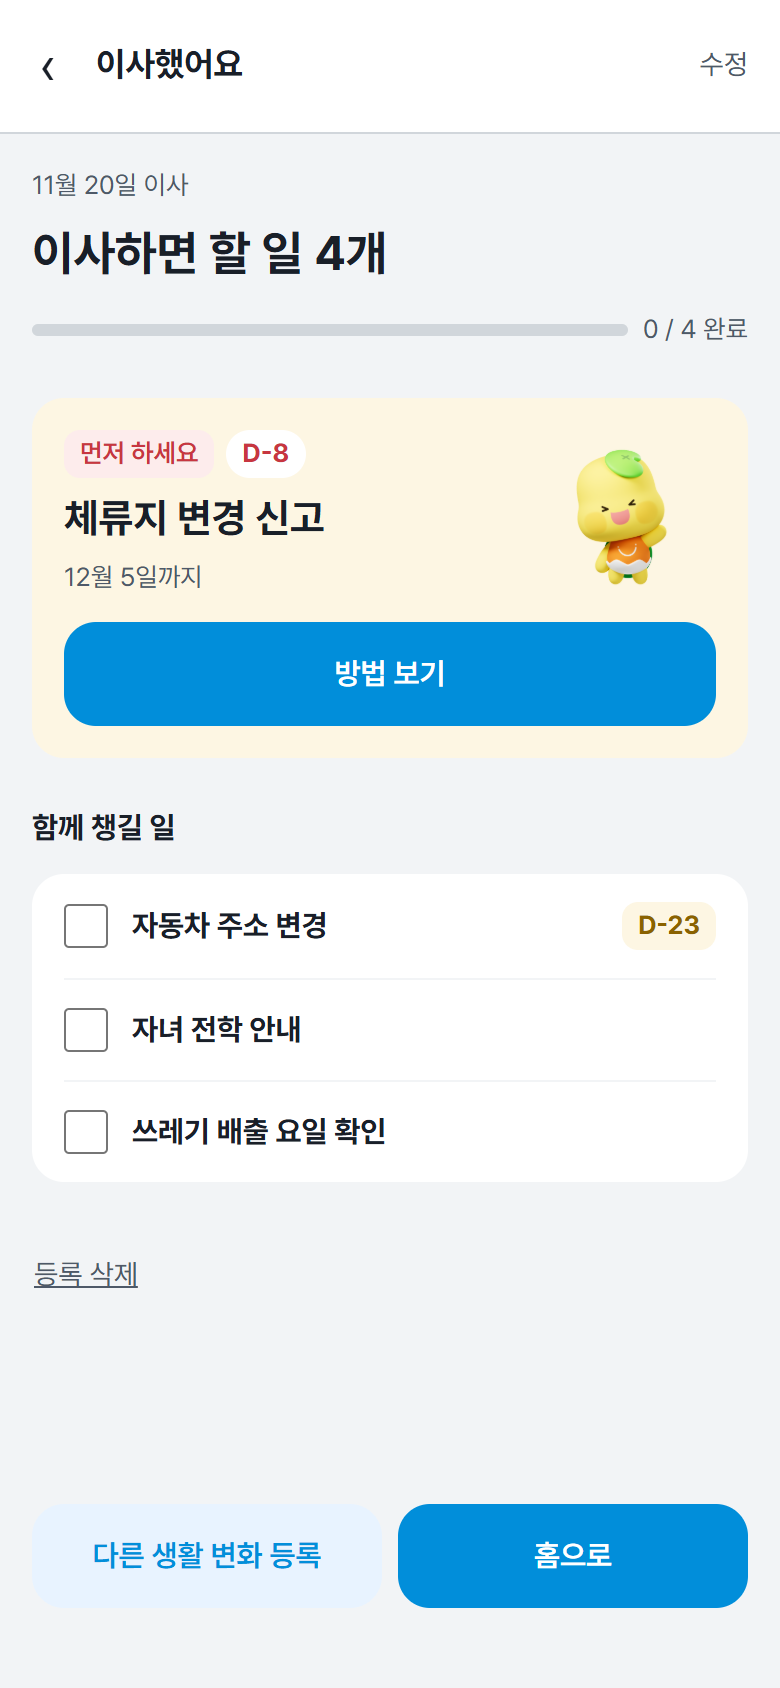 ‹ 이사했어요 수정
11월 20일 이사
이사하면 할 일 4개
0 / 4 완료
먼저 하세요 D-8
체류지 변경 신고
12월 5일까지
방법 보기
함께 챙길 일
자동차 주소 변경 D-23
자녀 전학 안내
쓰레기 배출 요일 확인
등록 삭제
다른 생활 변화 등록 홈으로